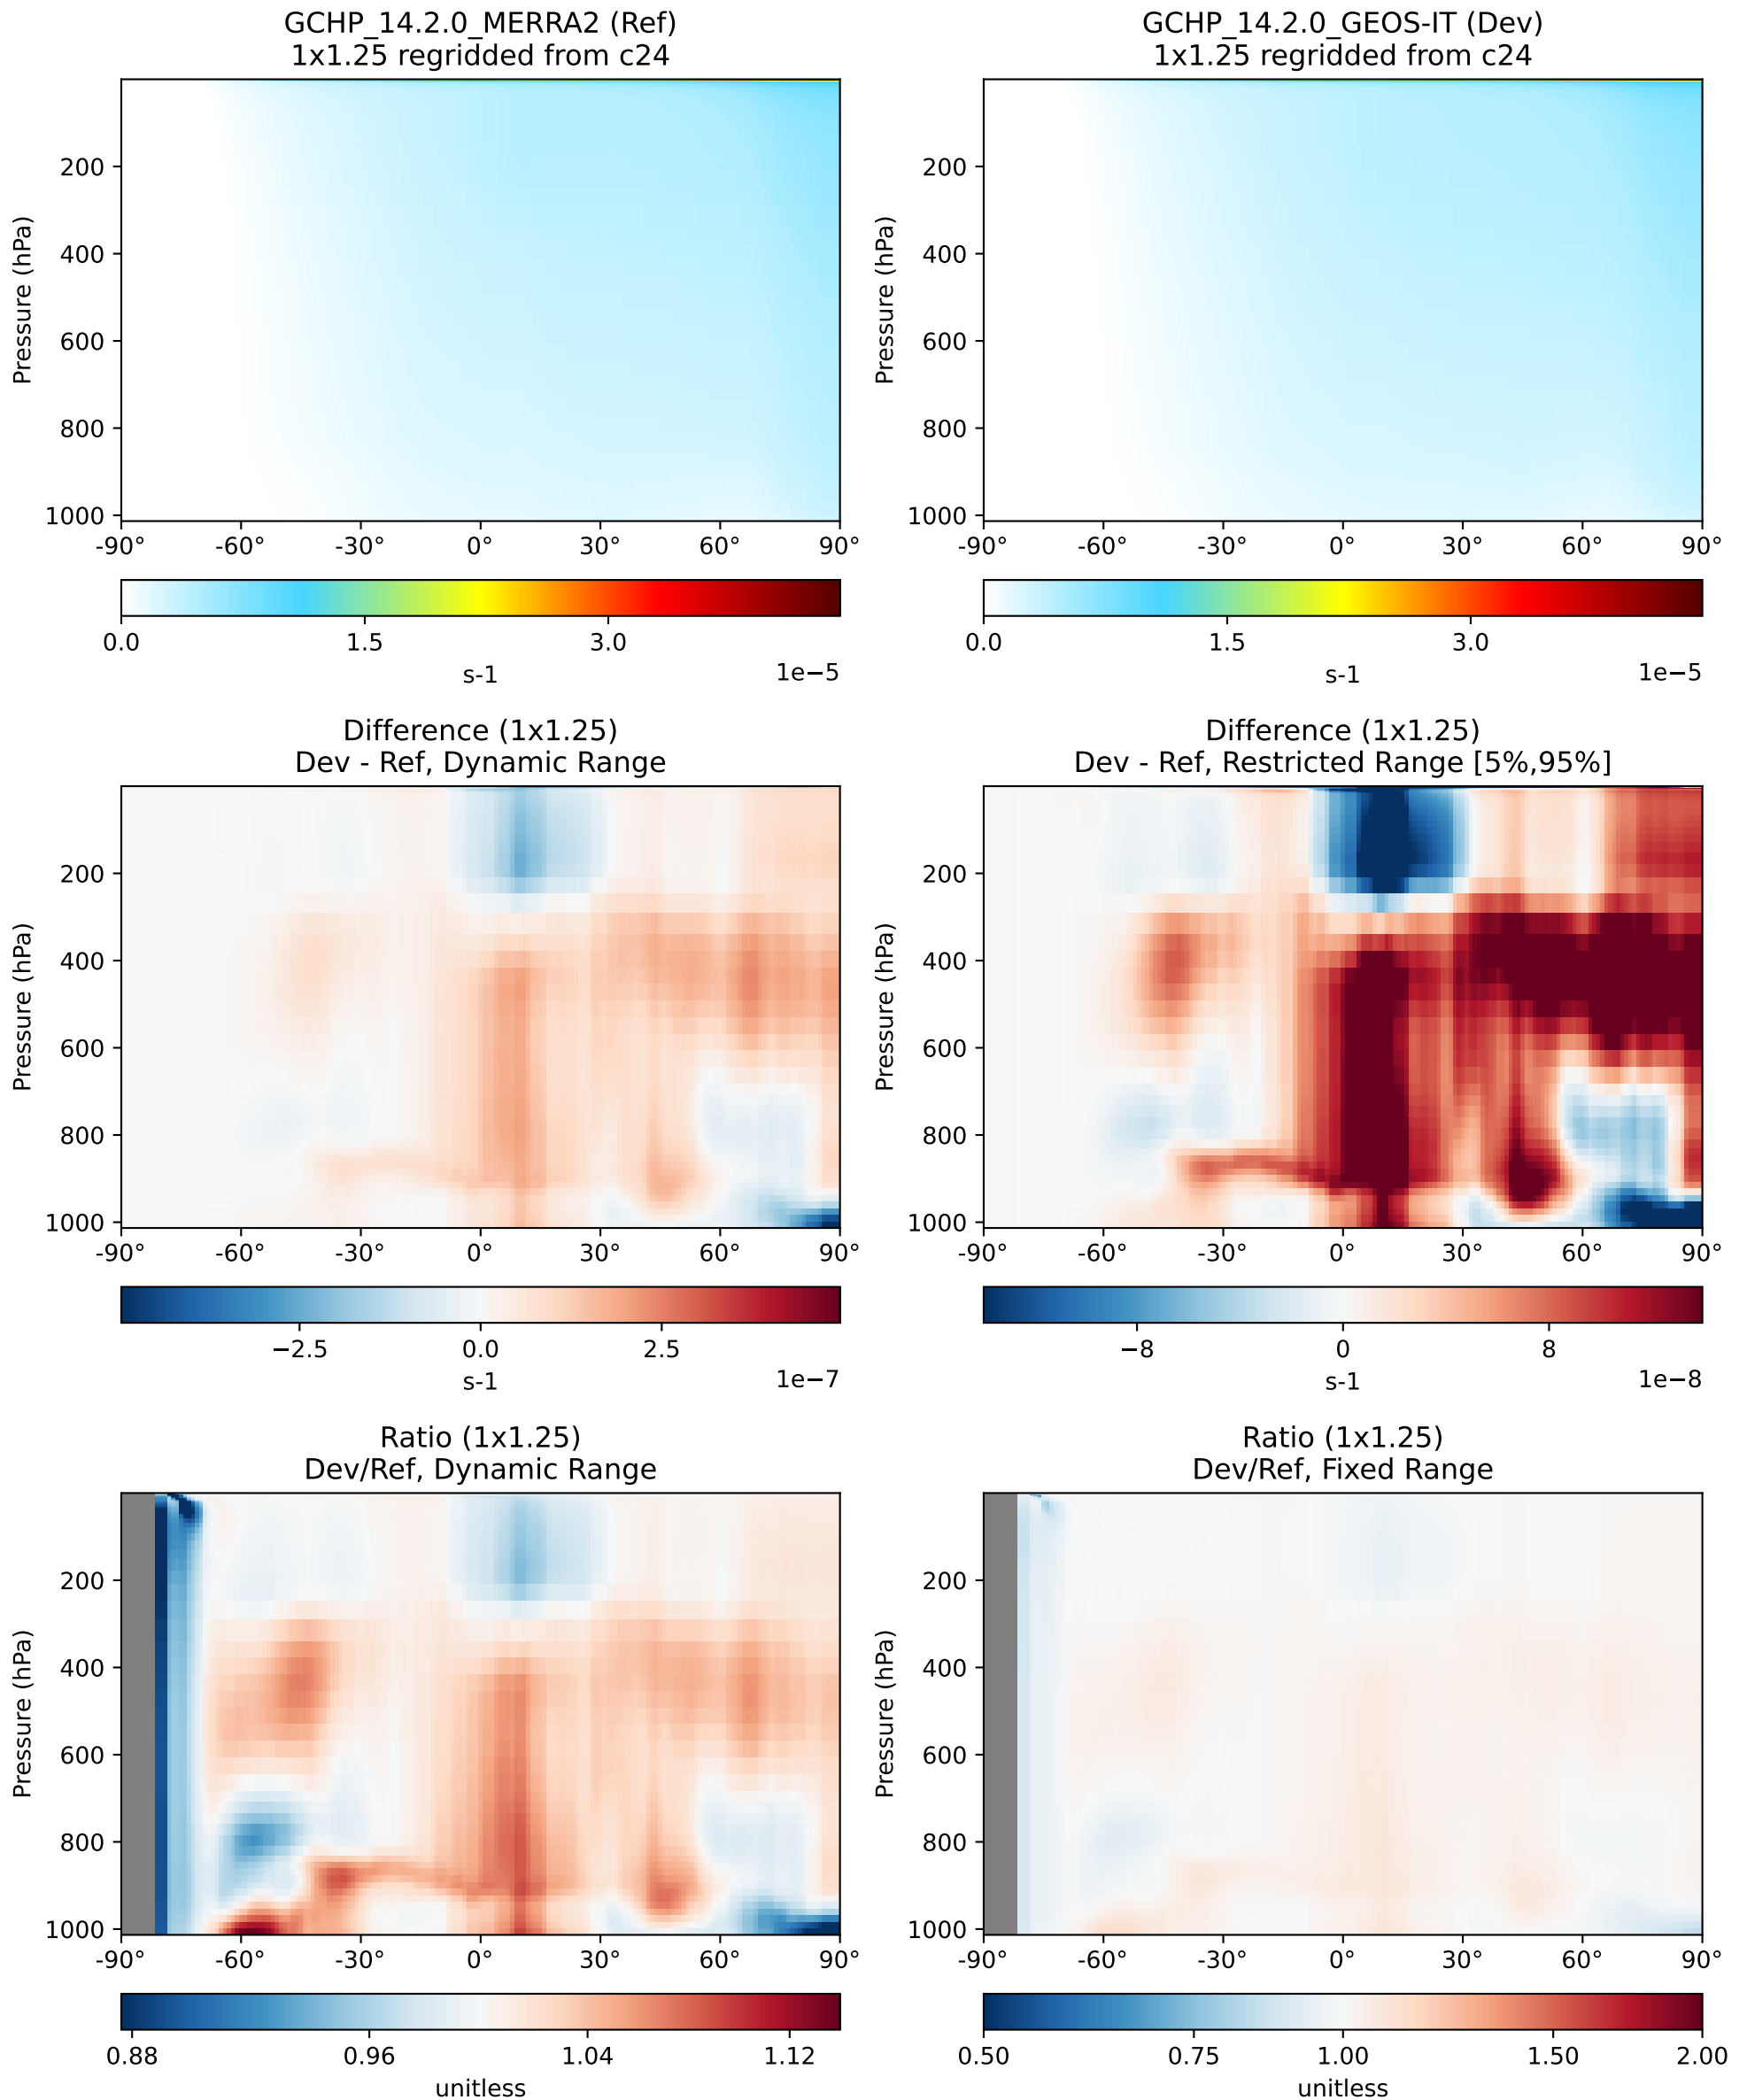 GCHP_14.2.0_MERRA2 (Ref)
1x1.25 regridded from c24
Pressure (hPa)
200
400
600
800
1000
-90° -60° -30° 0° 30° 60° 90°
0.0 1.5 3.0
s-1 1e−5
GCHP_14.2.0_GEOS-IT (Dev)
1x1.25 regridded from c24
Pressure (hPa)
200
400
600
800
1000
-90° -60° -30° 0° 30° 60° 90°
0.0 1.5 3.0
s-1 1e−5
Difference (1x1.25)
Dev - Ref, Dynamic Range
Pressure (hPa)
200
400
600
800
1000
-90° -60° -30° 0° 30° 60° 90°
−2.5 0.0 2.5
s-1 1e−7
Difference (1x1.25)
Dev - Ref, Restricted Range [5%,95%]
Pressure (hPa)
200
400
600
800
1000
-90° -60° -30° 0° 30° 60° 90°
−8 0 8
s-1 1e−8
Ratio (1x1.25)
Dev/Ref, Dynamic Range
Pressure (hPa)
200
400
600
800
1000
-90° -60° -30° 0° 30° 60° 90°
0.88 0.96 1.04 1.12
unitless
Ratio (1x1.25)
Dev/Ref, Fixed Range
Pressure (hPa)
200
400
600
800
1000
-90° -60° -30° 0° 30° 60° 90°
0.50 0.75 1.00 1.50 2.00
unitless